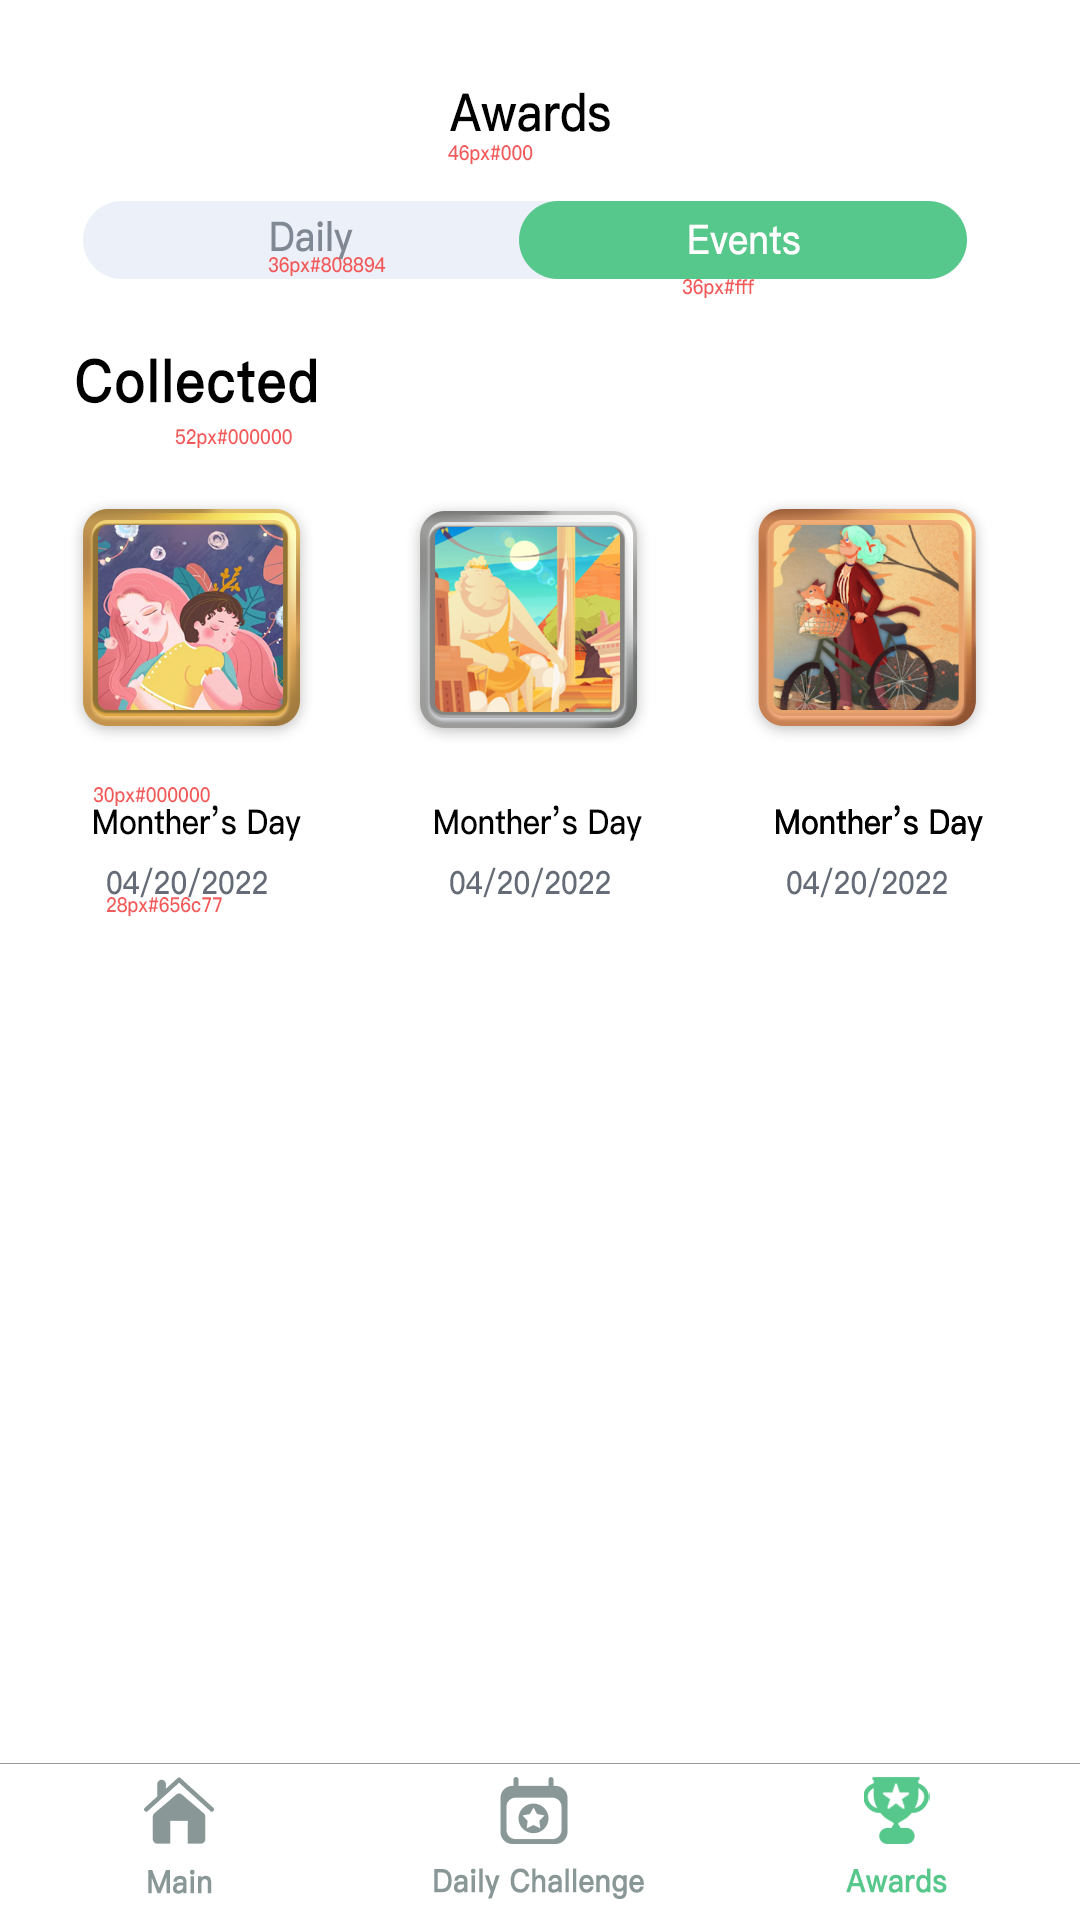 Awards
46px#000
Daily
Events
36px#808894
36px#fff
Collected
52px#000000
30px#000000
Monther’s Day
Monther’s Day
Monther’s Day
04/20/2022
04/20/2022
04/20/2022
28px#656c77
Main
Daily Challenge
Awards